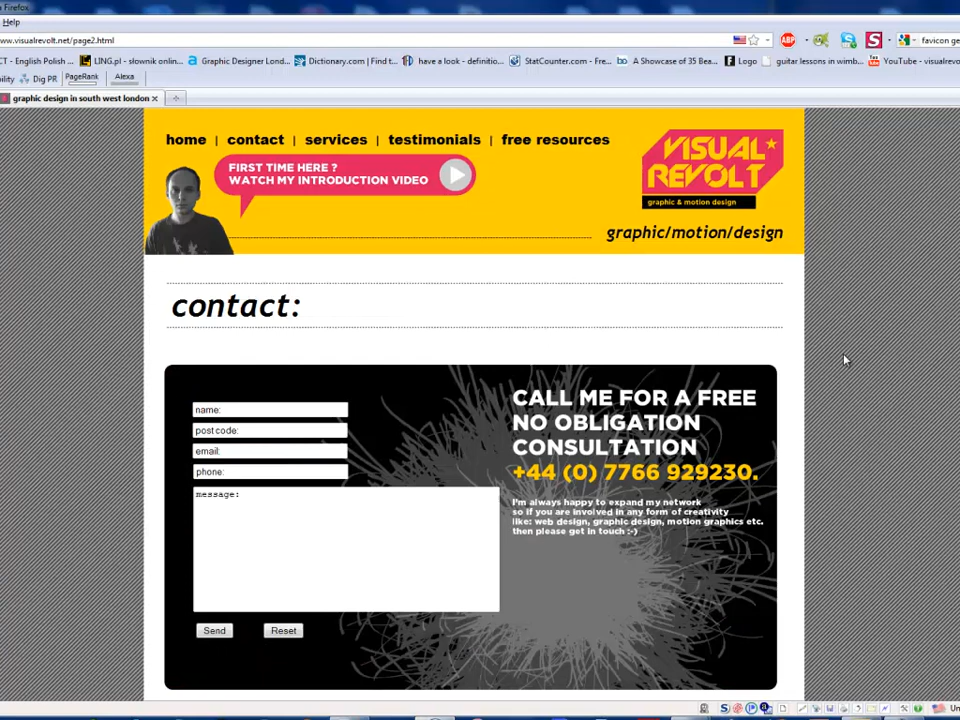 Firefox
Help
ww.visualrevolt.net/page2.html
favicon ge
CT - English Polish ...
LING.pl - słownik onlin...
Graphic Designer Lond...
Dictionary.com | Find t...
have a look - definitio...
StatCounter.com - Fre...
A Showcase of 35 Bea...
Logo
guitar lessons in wimb...
YouTube - visualrevo
ility
Dig PR
PageRank
Alexa
graphic design in south west london
home | contact | services | testimonials | free resources
FIRST TIME HERE ?
WATCH MY INTRODUCTION VIDEO
VISUAL
REVOLT
graphic & motion design
graphic/motion/design
contact:
name:
post code:
email:
phone:
message:
Send
Reset
CALL ME FOR A FREE
NO OBLIGATION
CONSULTATION
+44 (0) 7766 929230.
I'm always happy to expand my network
so if you are involved in any form of creativity
like: web design, graphic design, motion graphics etc.
then please get in touch :-)